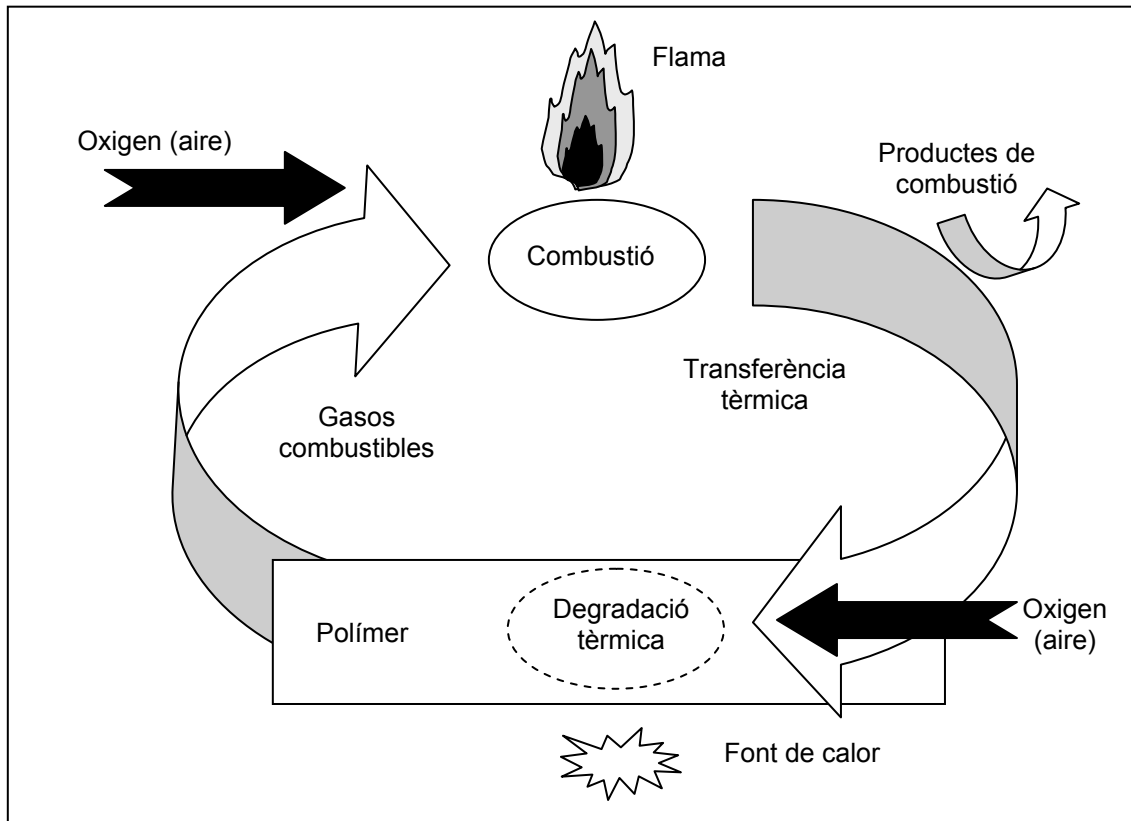 Flama
Oxigen (aire)
Productes de
combustió
Combustió
Transferència
tèrmica
Gasos
combustibles
Polímer
Degradació
tèrmica
Oxigen
(aire)
Font de calor